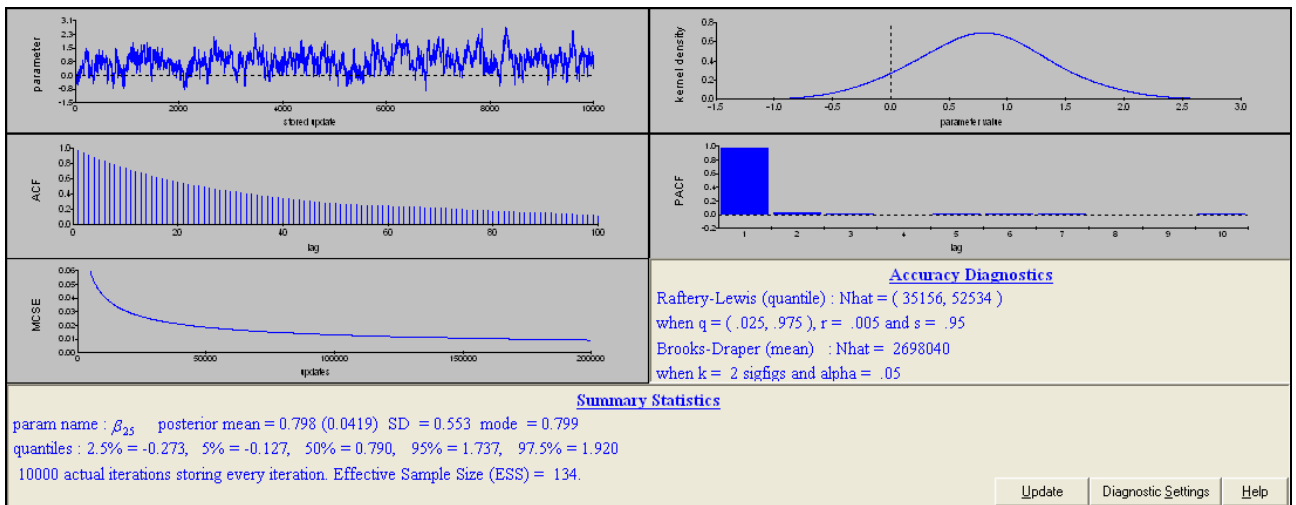 parameter
3.1
2.3
1.5
0.8
0.0
-0.8
-1.5
0 2000 4000 6000 8000 10000
stored update
kernel density
0.8
0.6
0.4
0.2
0.0
-1.5 -1.0 -0.5 0.0 0.5 1.0 1.5 2.0 2.5 3.0
parameter value
ACF
1.0
0.8
0.6
0.4
0.2
0.0
0 20 40 60 80 100
lag
PACF
1.0
0.8
0.6
0.4
0.2
0.0
-0.2
1 2 3 4 5 6 7 8 9 10
lag
MCSE
0.06
0.05
0.04
0.03
0.02
0.01
0.00
0 50000 100000 150000 200000
updates
Accuracy Diagnostics
Raftery-Lewis (quantile) : Nhat = ( 35156, 52534 )
when q = ( .025, .975 ), r = .005 and s = .95
Brooks-Draper (mean) : Nhat = 2698040
when k = 2 sigfigs and alpha = .05
Summary Statistics
param name : β25 posterior mean = 0.798 (0.0419) SD = 0.553 mode = 0.799
quantiles : 2.5% = -0.273, 5% = -0.127, 50% = 0.790, 95% = 1.737, 97.5% = 1.920
10000 actual iterations storing every iteration. Effective Sample Size (ESS) = 134.
Update Diagnostic Settings Help